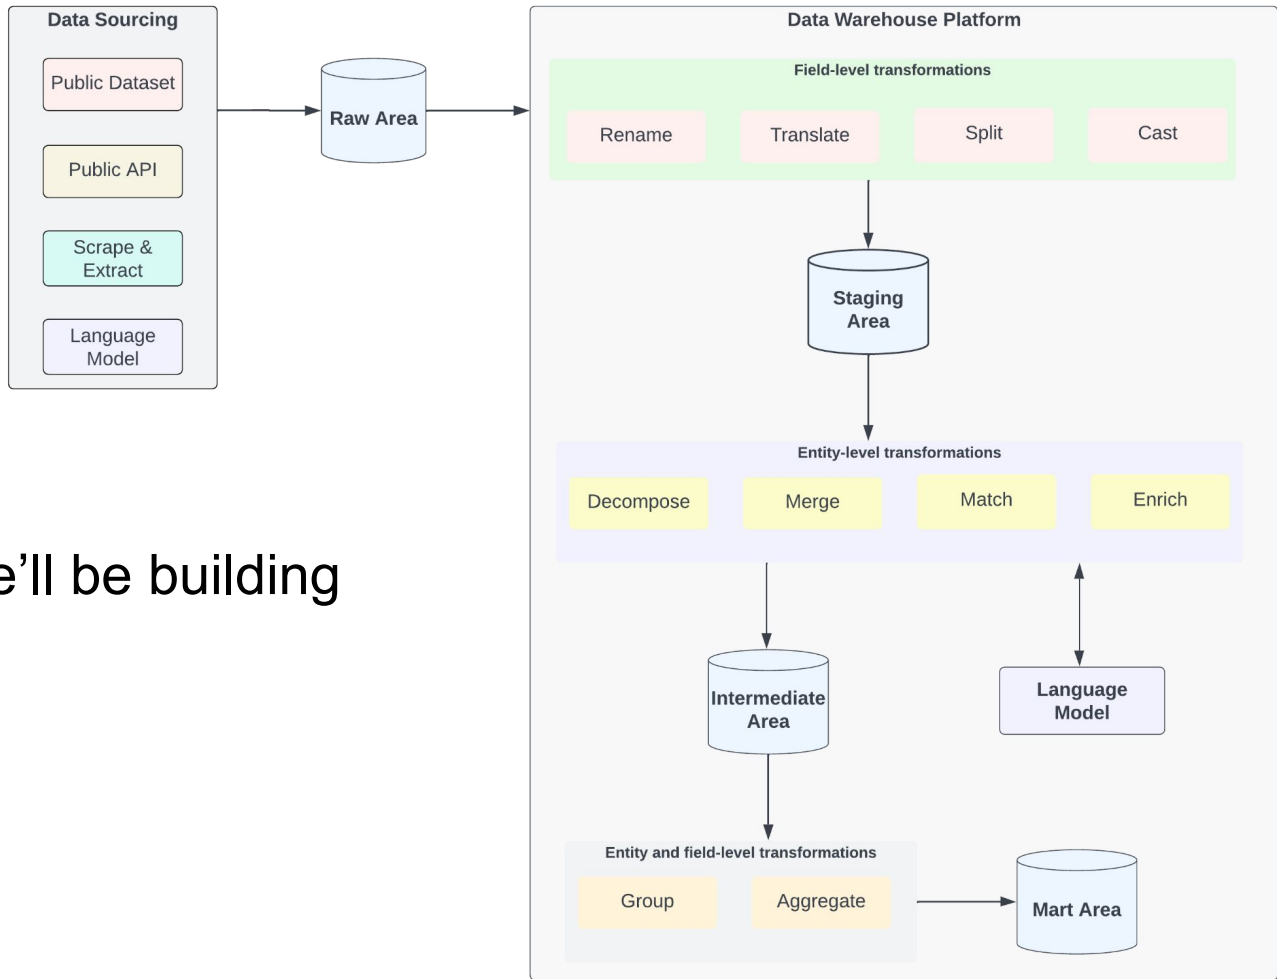 Data Sourcing
Public Dataset
Public API
Scrape &
Extract
Language
Model
Raw Area
Data Warehouse Platform
Field-level transformations
Rename
Translate
Split
Cast
Staging
Area
Entity-level transformations
Decompose
Merge
Match
Enrich
e’ll be building
Intermediate
Area
Language
Model
Entity and field-level transformations
Group
Aggregate
Mart Area